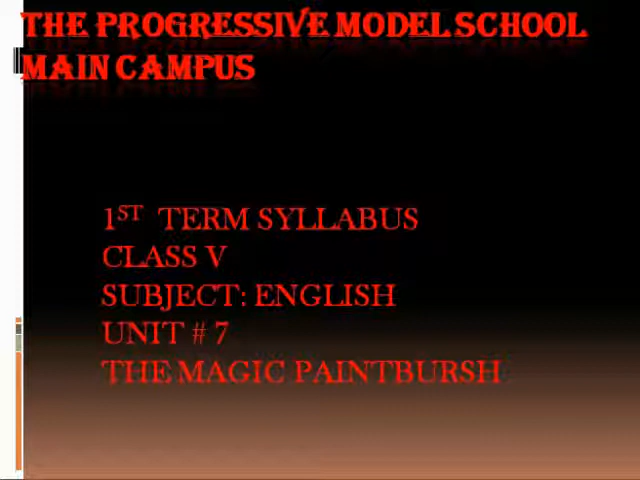 THE PROGRESSIVE MODEL SCHOOL
MAIN CAMPUS
1ST TERM SYLLABUS
CLASS V
SUBJECT: ENGLISH
UNIT # 7
THE MAGIC PAINTBURSH